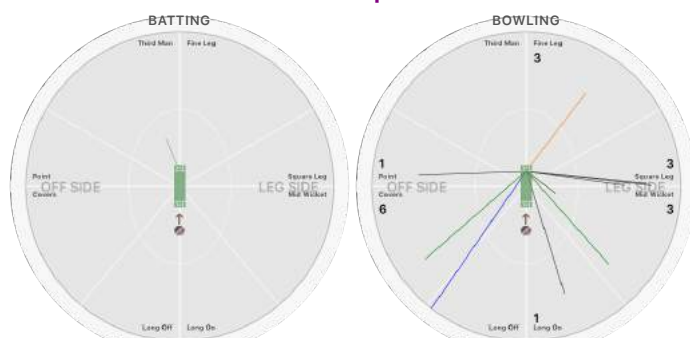 BATTING
BOWLING
Third Man Fine Leg
Third Man Fine Leg
3
1
3
Point
Square Leg
Point
OFF SIDE LEG SIDE
OFF SIDE LEG SIDE
Covers
Mid Wicket
Covers
Mid Wicket
6
3
1
Long Off Long On
Long Off Long On